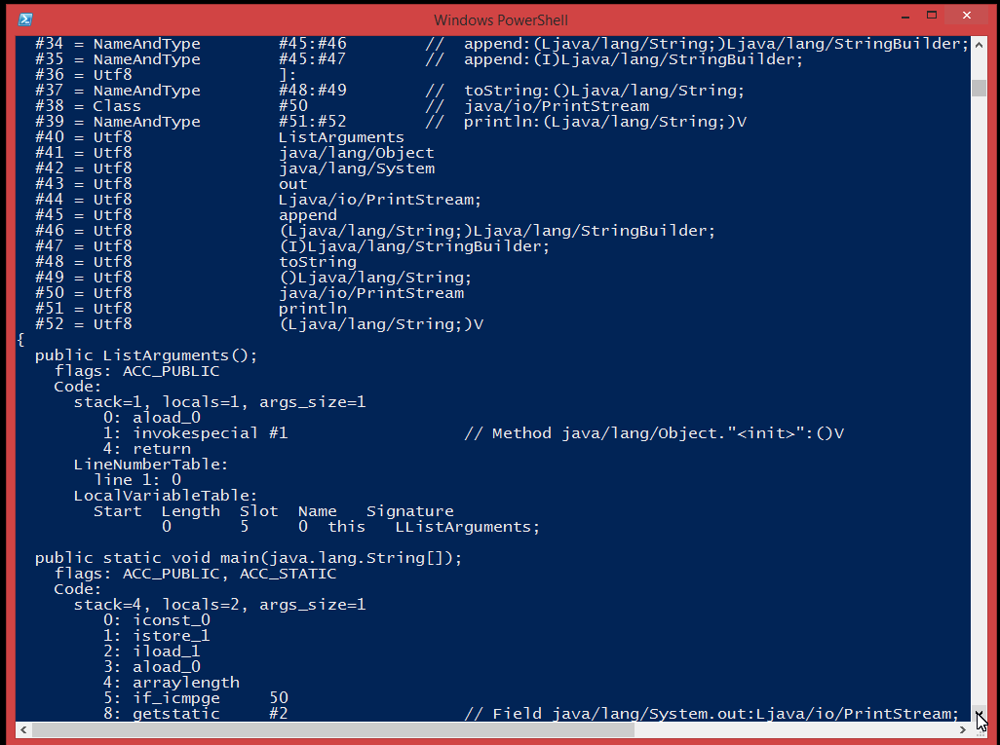 Windows PowerShell
#34 = NameAndType #45:#46 // append:(Ljava/lang/String;)Ljava/lang/StringBuilder;
#35 = NameAndType #45:#47 // append:(I)Ljava/lang/StringBuilder;
#36 = Utf8 ]:
#37 = NameAndType #48:#49 // toString:()Ljava/lang/String;
#38 = Class #50 // java/io/PrintStream
#39 = NameAndType #51:#52 // println:(Ljava/lang/String;)V
#40 = Utf8 ListArguments
#41 = Utf8 java/lang/Object
#42 = Utf8 java/lang/System
#43 = Utf8 out
#44 = Utf8 Ljava/io/PrintStream;
#45 = Utf8 append
#46 = Utf8 (Ljava/lang/String;)Ljava/lang/StringBuilder;
#47 = Utf8 (I)Ljava/lang/StringBuilder;
#48 = Utf8 toString
#49 = Utf8 ()Ljava/lang/String;
#50 = Utf8 java/io/PrintStream
#51 = Utf8 println
#52 = Utf8 (Ljava/lang/String;)V
{
public ListArguments();
flags: ACC_PUBLIC
Code:
stack=1, locals=1, args_size=1
0: aload_0
1: invokespecial #1 // Method java/lang/Object."<init>":()V
4: return
LineNumberTable:
line 1: 0
LocalVariableTable:
Start Length Slot Name Signature
0 5 0 this LListArguments;
public static void main(java.lang.String[]);
flags: ACC_PUBLIC, ACC_STATIC
Code:
stack=4, locals=2, args_size=1
0: iconst_0
1: istore_1
2: iload_1
3: aload_0
4: arraylength
5: if_icmpge 50
8: getstatic #2 // Field java/lang/System.out:Ljava/io/PrintStream;